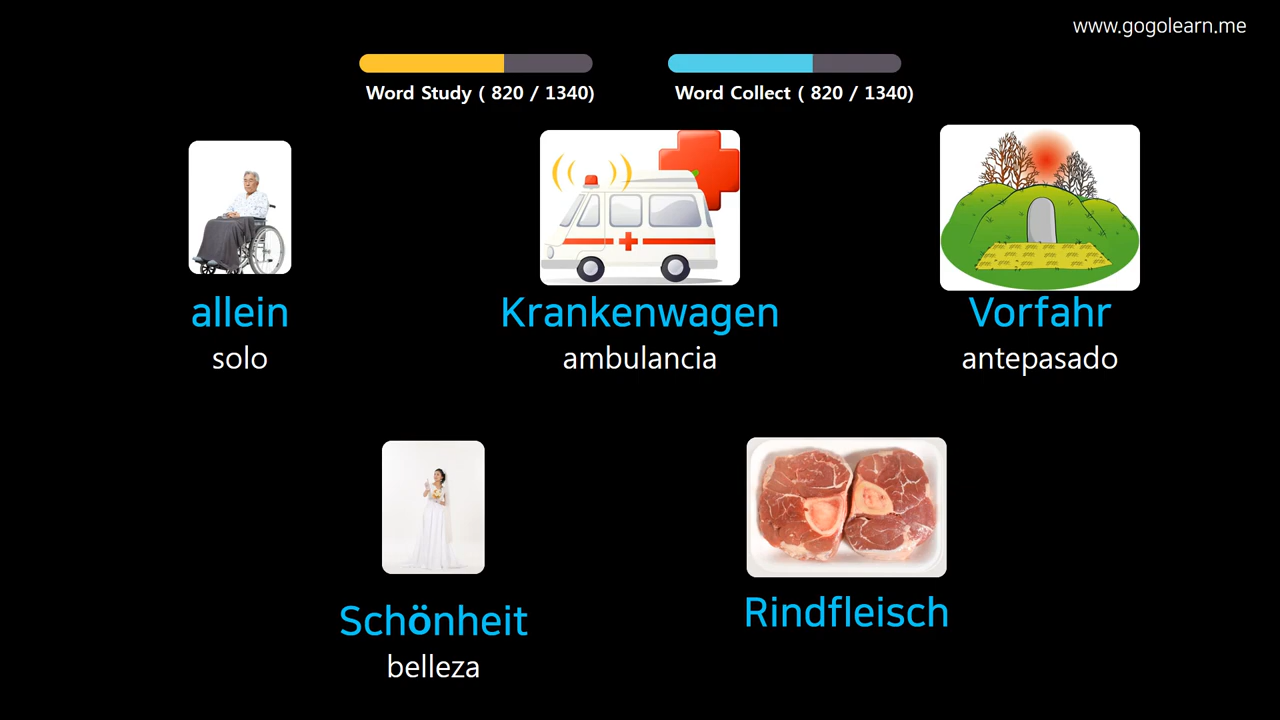 www.gogolearn.me
Word Study ( 820 / 1340)
Word Collect ( 820 / 1340)
allein
solo
Krankenwagen
ambulancia
Vorfahr
antepasado
Schönheit
belleza
Rindfleisch